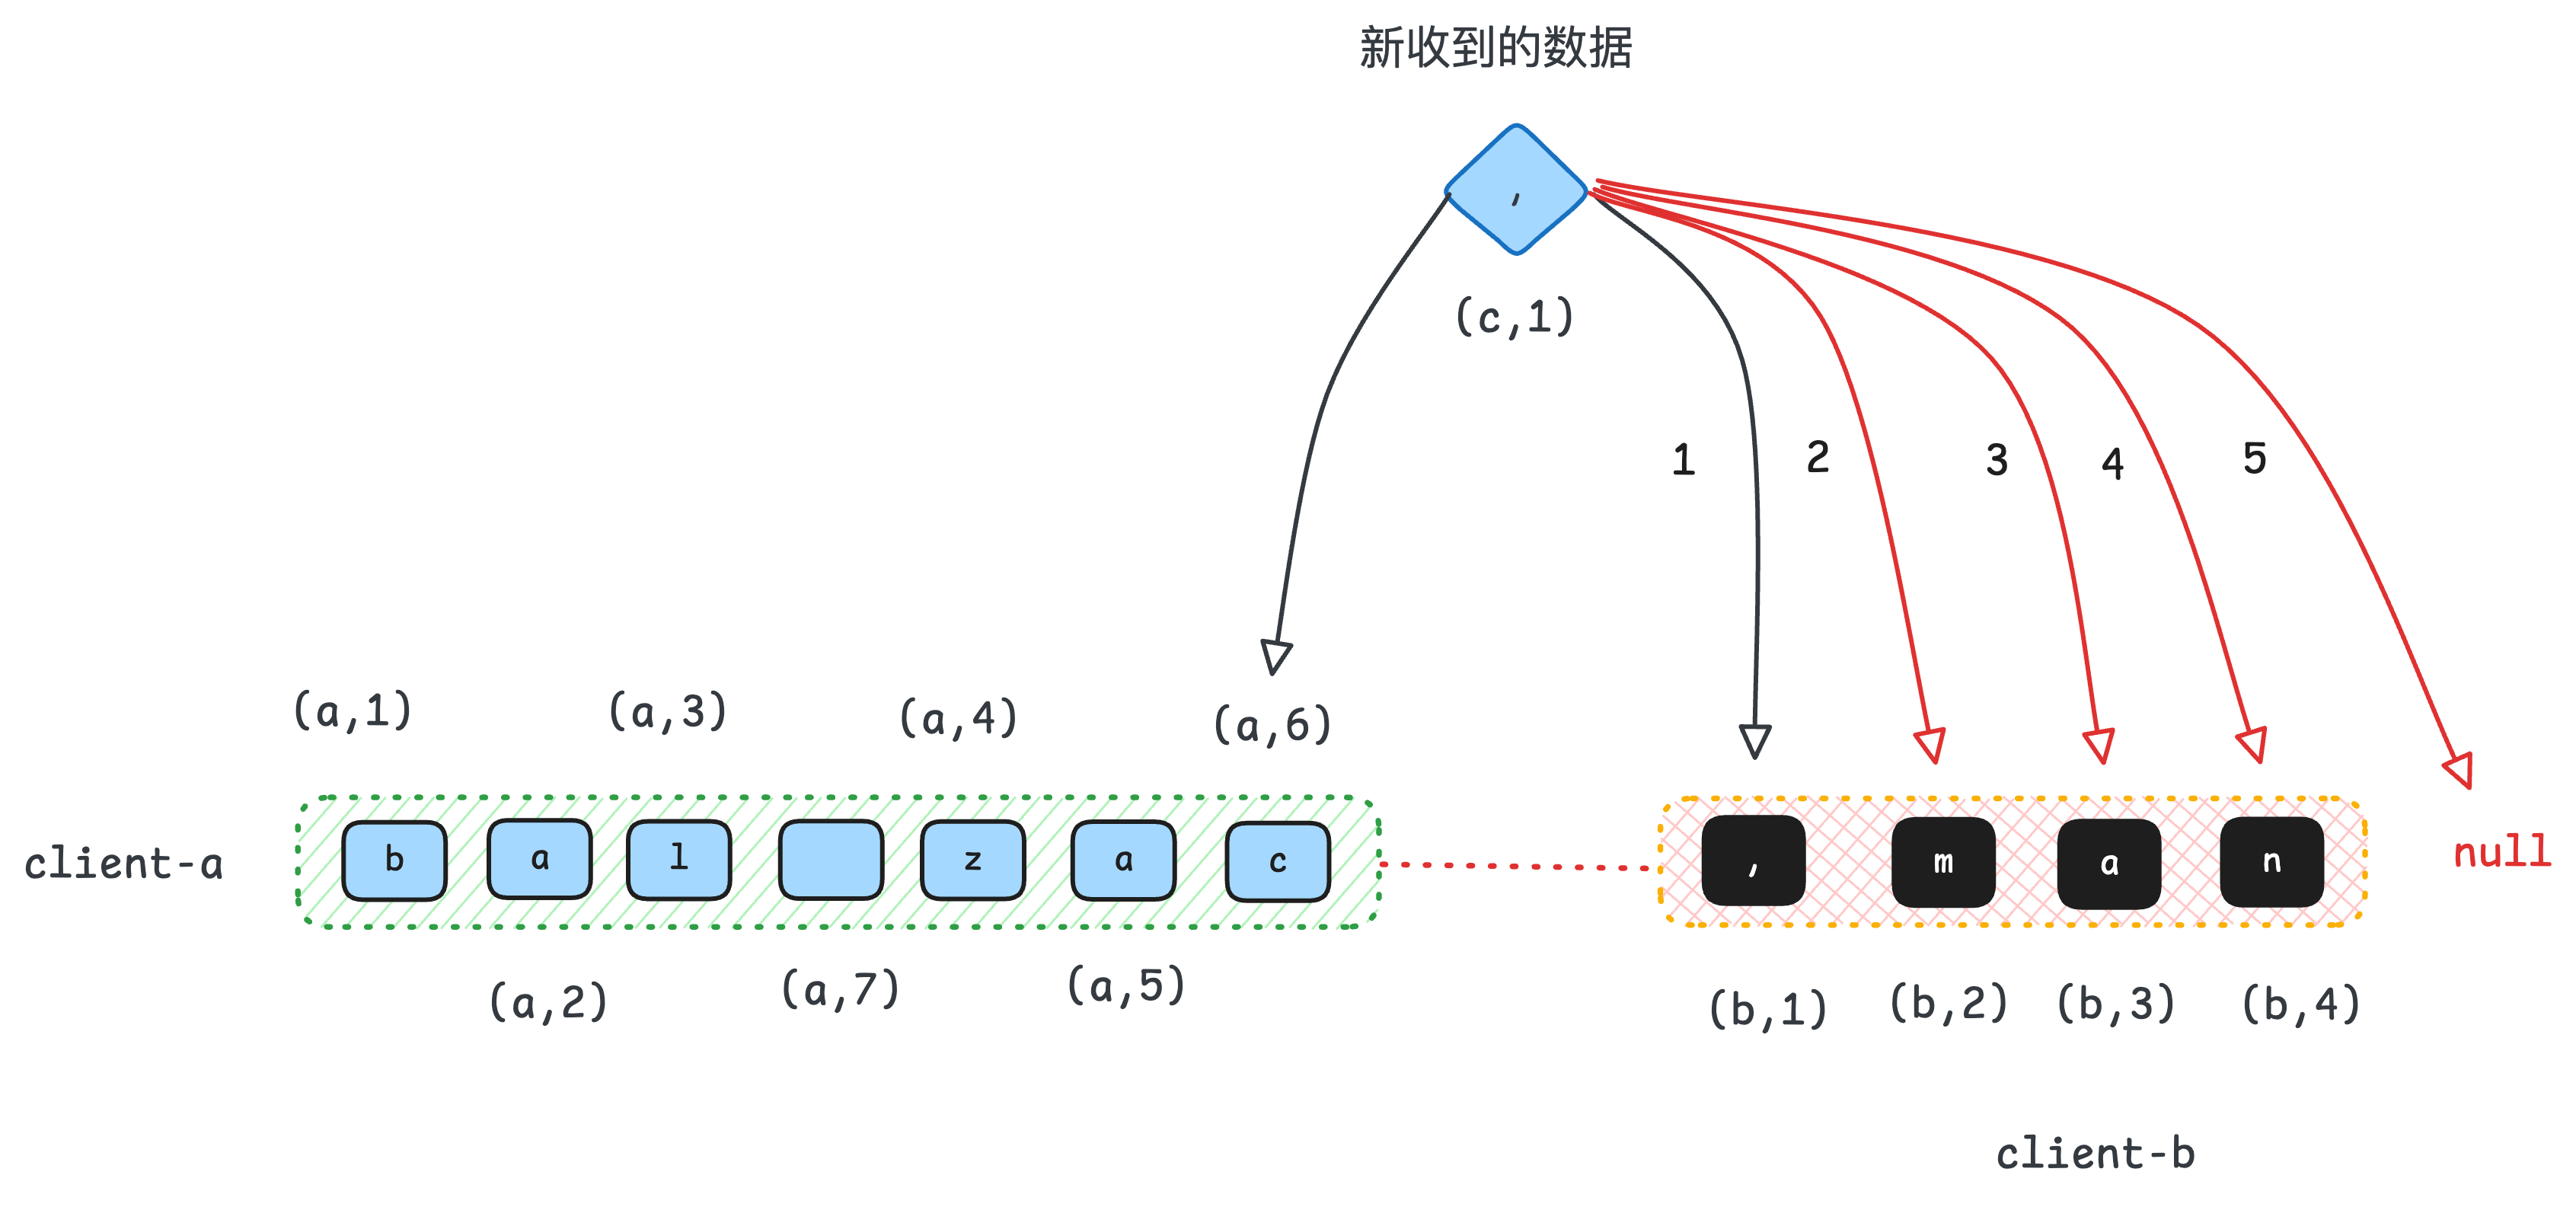 新收到的数据
,
(c,1)
1 2 3 4 5
(a,1) (a,3) (a,4) (a,6)
client-a b a l z a c , m a n null
(a,2) (a,7) (a,5) (b,1) (b,2) (b,3) (b,4)
client-b